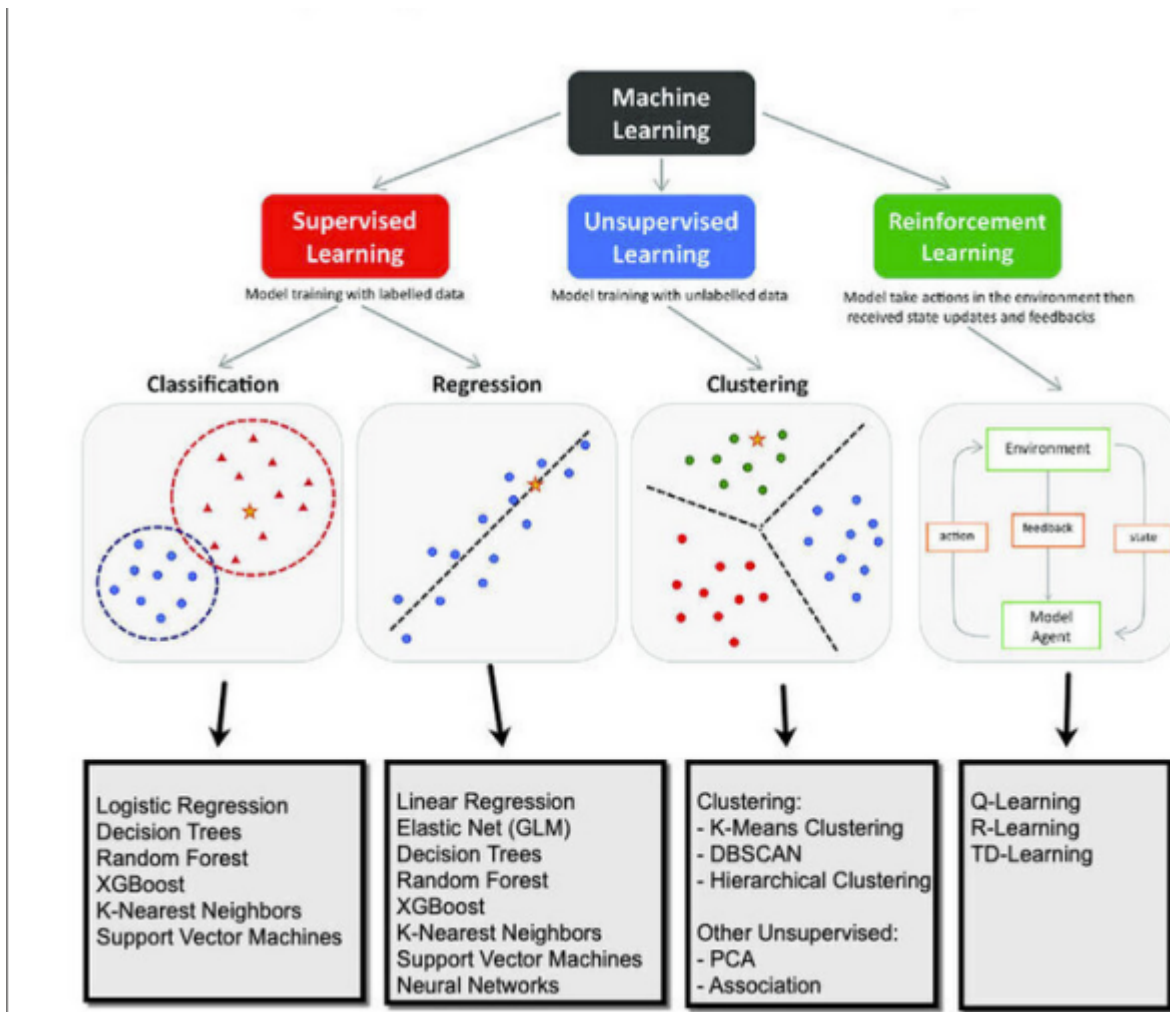 Machine
Learning
Supervised
Learning
Unsupervised
Learning
Reinforcement
Learning
Model training with labelled data
Model training with unlabelled data
Model take actions in the environment then
received state updates and feedbacks
Classification
Regression
Clustering
Environment
action
feedback
state
Model
Agent
Logistic Regression
Decision Trees
Random Forest
XGBoost
K-Nearest Neighbors
Support Vector Machines
Linear Regression
Elastic Net (GLM)
Decision Trees
Random Forest
XGBoost
K-Nearest Neighbors
Support Vector Machines
Neural Networks
Clustering:
- K-Means Clustering
- DBSCAN
- Hierarchical Clustering
Other Unsupervised:
- PCA
- Association
Q-Learning
R-Learning
TD-Learning